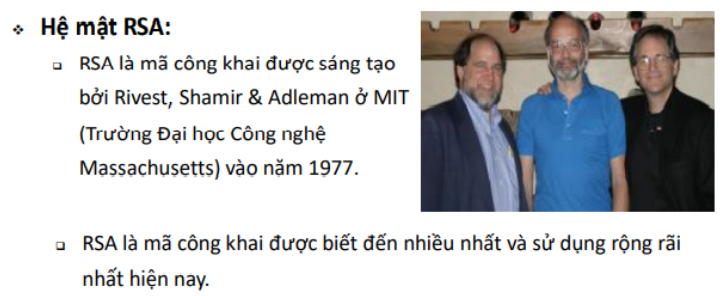 ❖ Hệ mật RSA:
❑ RSA là mã công khai được sáng tạo
bởi Rivest, Shamir & Adleman ở MIT
(Trường Đại học Công nghệ
Massachusetts) vào năm 1977.
❑ RSA là mã công khai được biết đến nhiều nhất và sử dụng rộng rãi
nhất hiện nay.